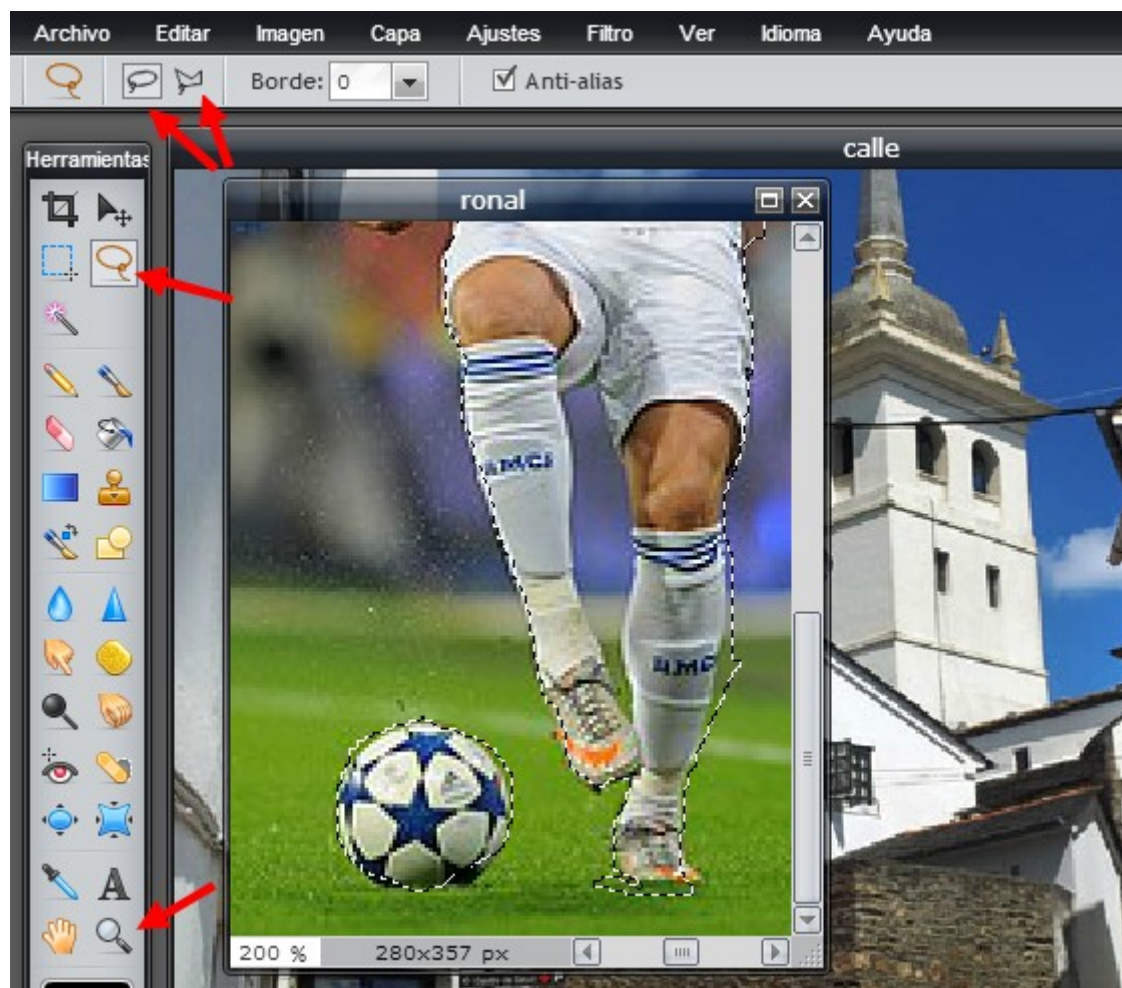 Archivo Editar Imagen Capa Ajustes Filtro Ver Idioma Ayuda
Borde: 0 Anti-alias
calle
Herramientas
ronal
A
200 % 280x357 px